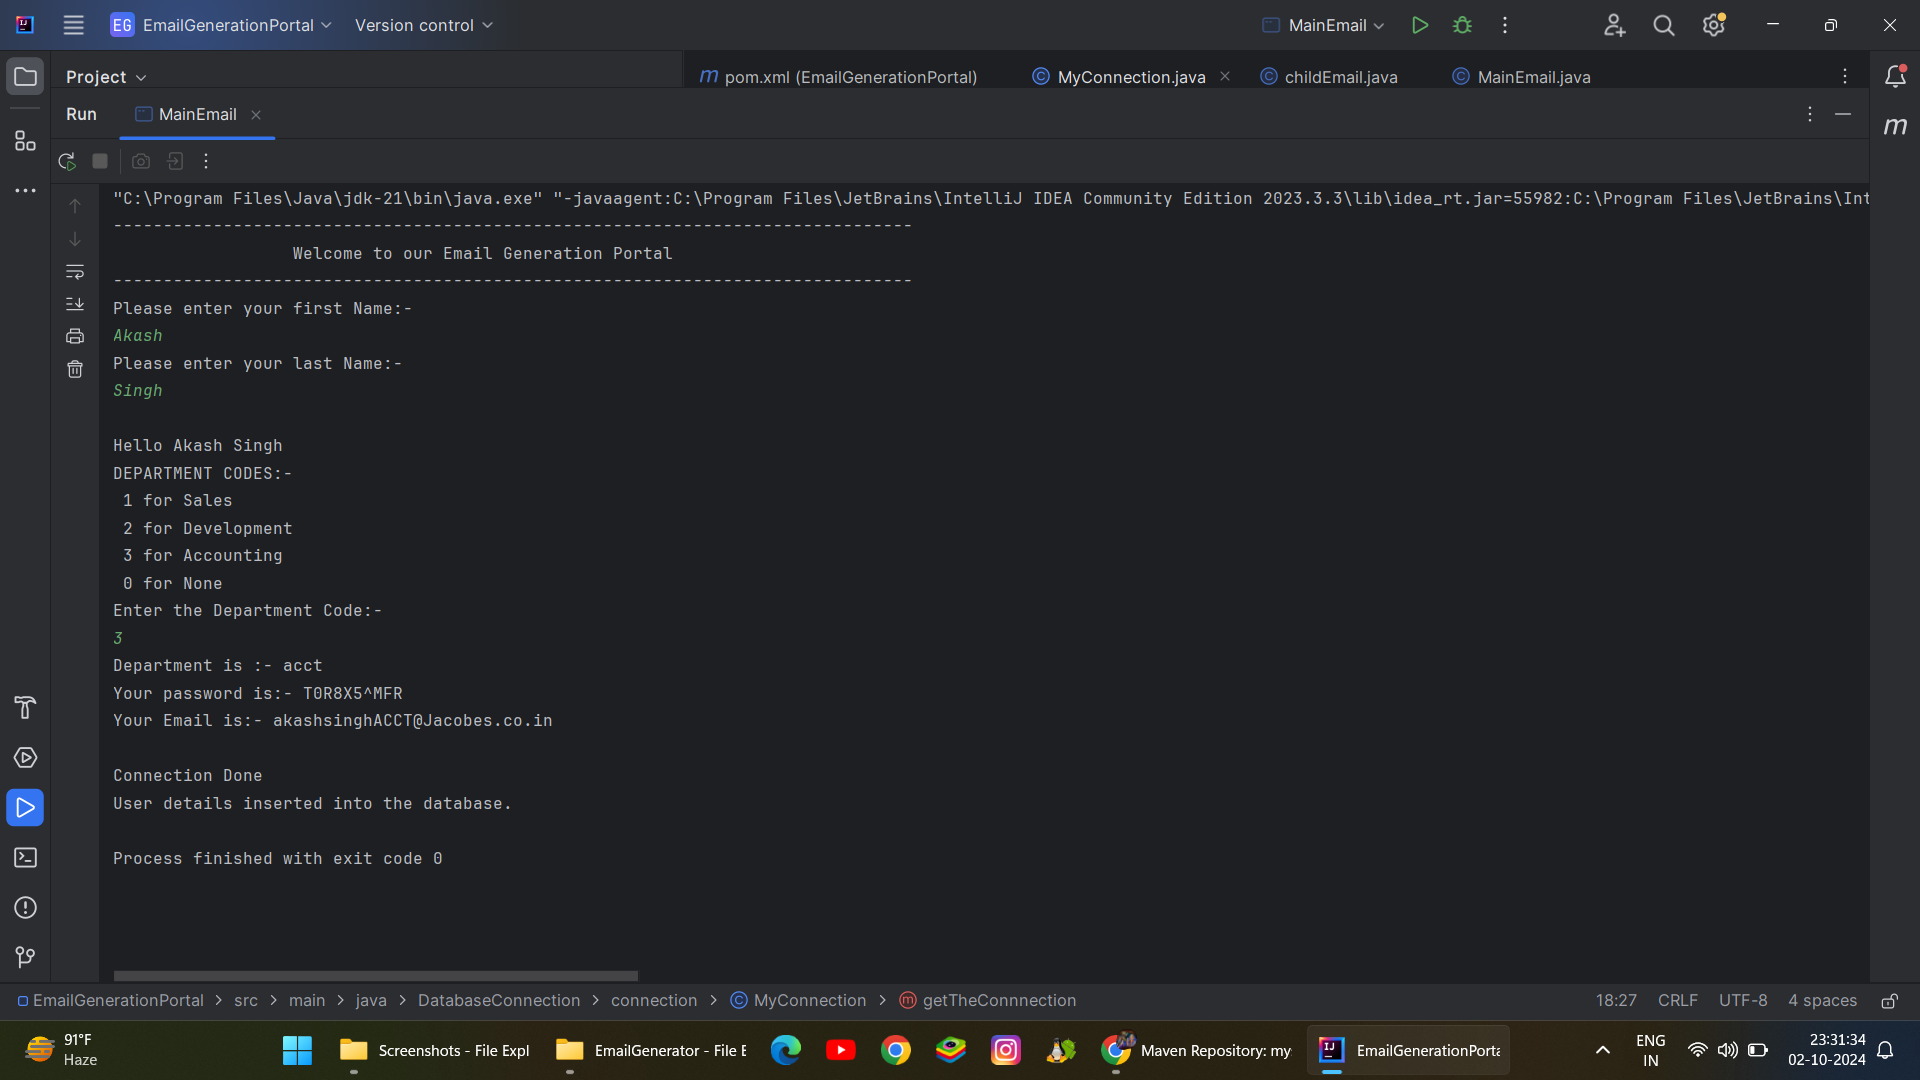 EG EmailGenerationPortal Version control MainEmail
Project pom.xml (EmailGenerationPortal) MyConnection.java childEmail.java MainEmail.java
Run MainEmail
"C:\Program Files\Java\jdk-21\bin\java.exe" "-javaagent:C:\Program Files\JetBrains\IntelliJ IDEA Community Edition 2023.3.3\lib\idea_rt.jar=55982:C:\Program Files\JetBrains\Int
--------------------------------------------------------------------------------
Welcome to our Email Generation Portal
--------------------------------------------------------------------------------
Please enter your first Name:-
Akash
Please enter your last Name:-
Singh
Hello Akash Singh
DEPARTMENT CODES:-
1 for Sales
2 for Development
3 for Accounting
0 for None
Enter the Department Code:-
3
Department is :- acct
Your password is:- T0R8X5^MFR
Your Email is:- akashsinghACCT@Jacobes.co.in
Connection Done
User details inserted into the database.
Process finished with exit code 0
EmailGenerationPortal > src > main > java > DatabaseConnection > connection > MyConnection > getTheConnnection 18:27 CRLF UTF-8 4 spaces
91°F
Haze
Screenshots - File Expl EmailGenerator - File E Maven Repository: my EmailGenerationPorta
ENG
IN
23:31:34
02-10-2024